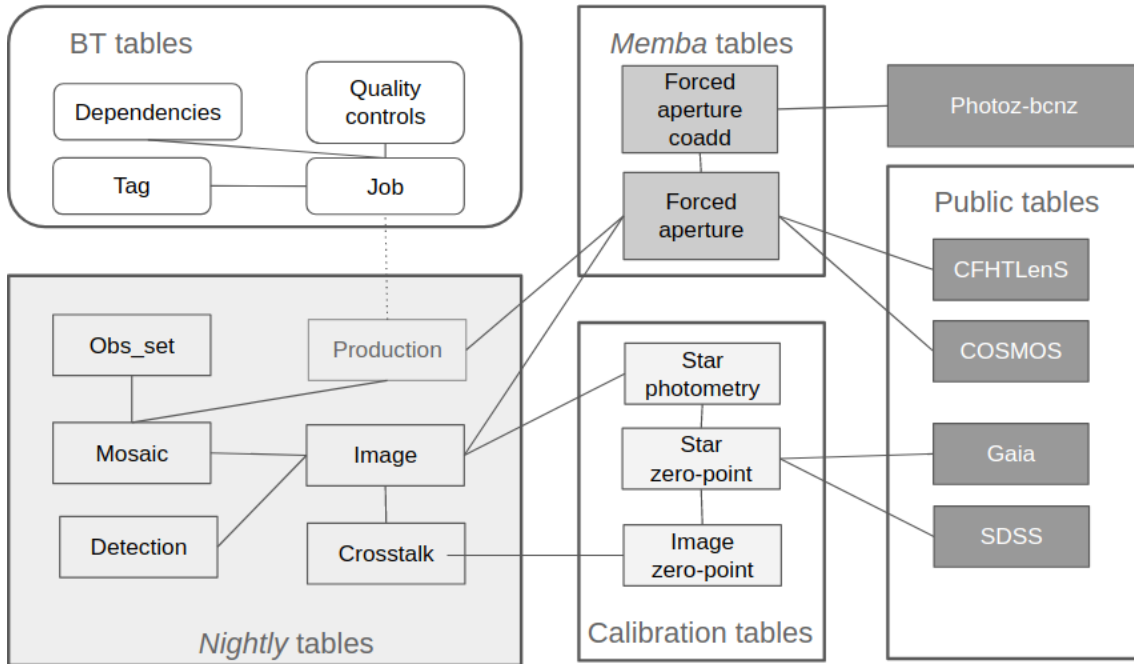 BT tables
Dependencies
Quality
controls
Tag
Job
Memba tables
Forced
aperture
coadd
Forced
aperture
Photoz-bcnz
Public tables
CFHTLenS
COSMOS
Gaia
SDSS
Obs_set
Production
Mosaic
Image
Detection
Crosstalk
Nightly tables
Star
photometry
Star
zero-point
Image
zero-point
Calibration tables